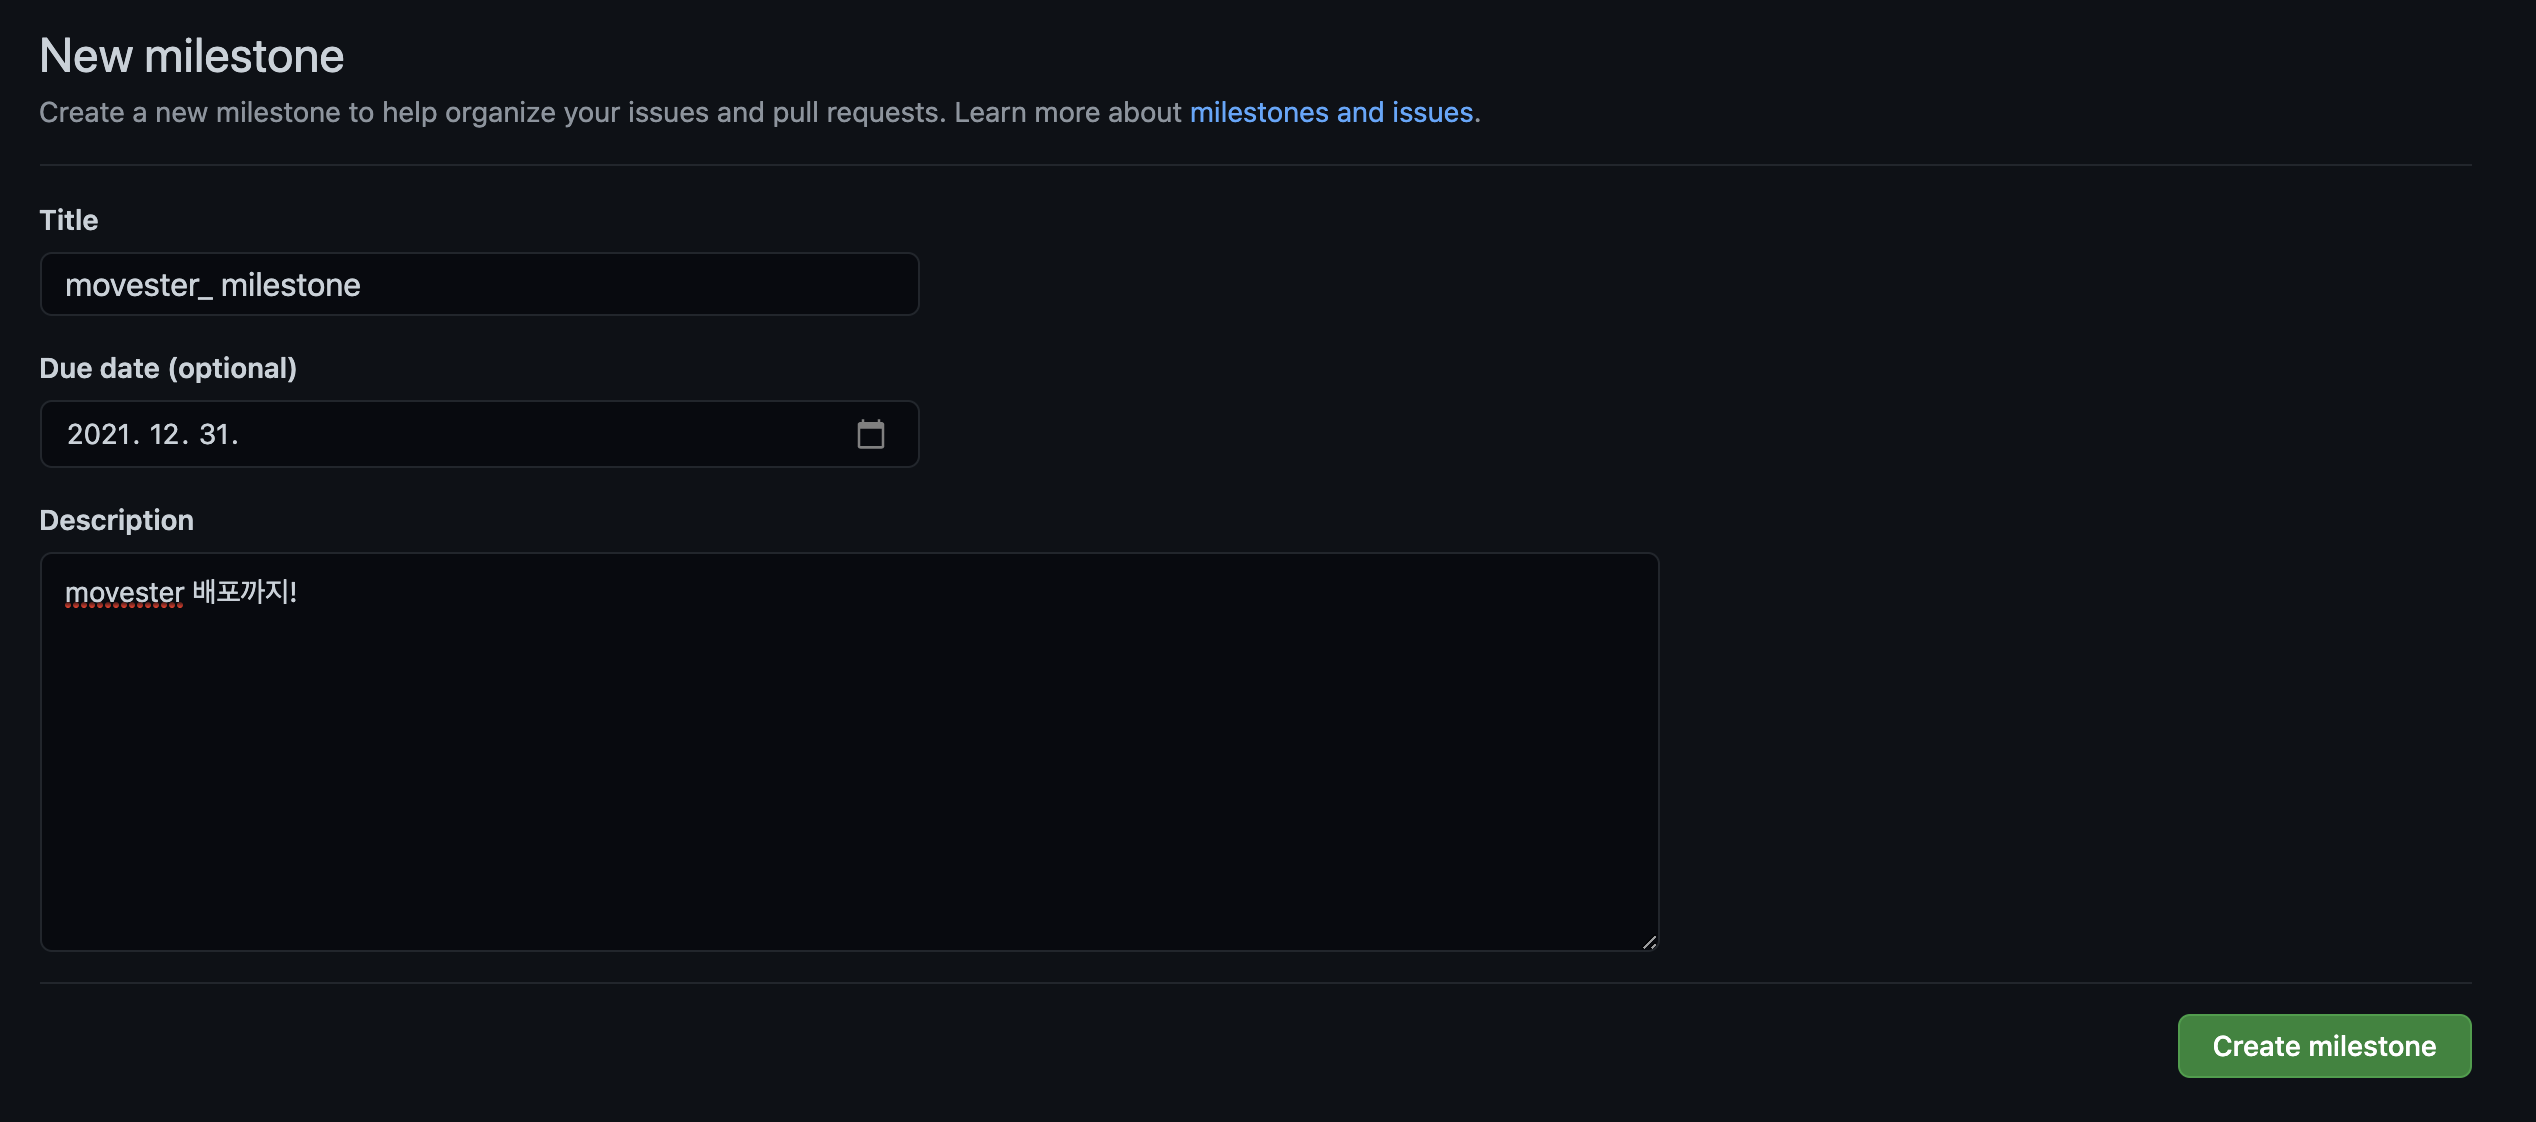 New milestone
Create a new milestone to help organize your issues and pull requests. Learn more about milestones and issues.
Title
movester_ milestone
Due date (optional)
2021. 12. 31.
Description
movester 배포까지!
Create milestone